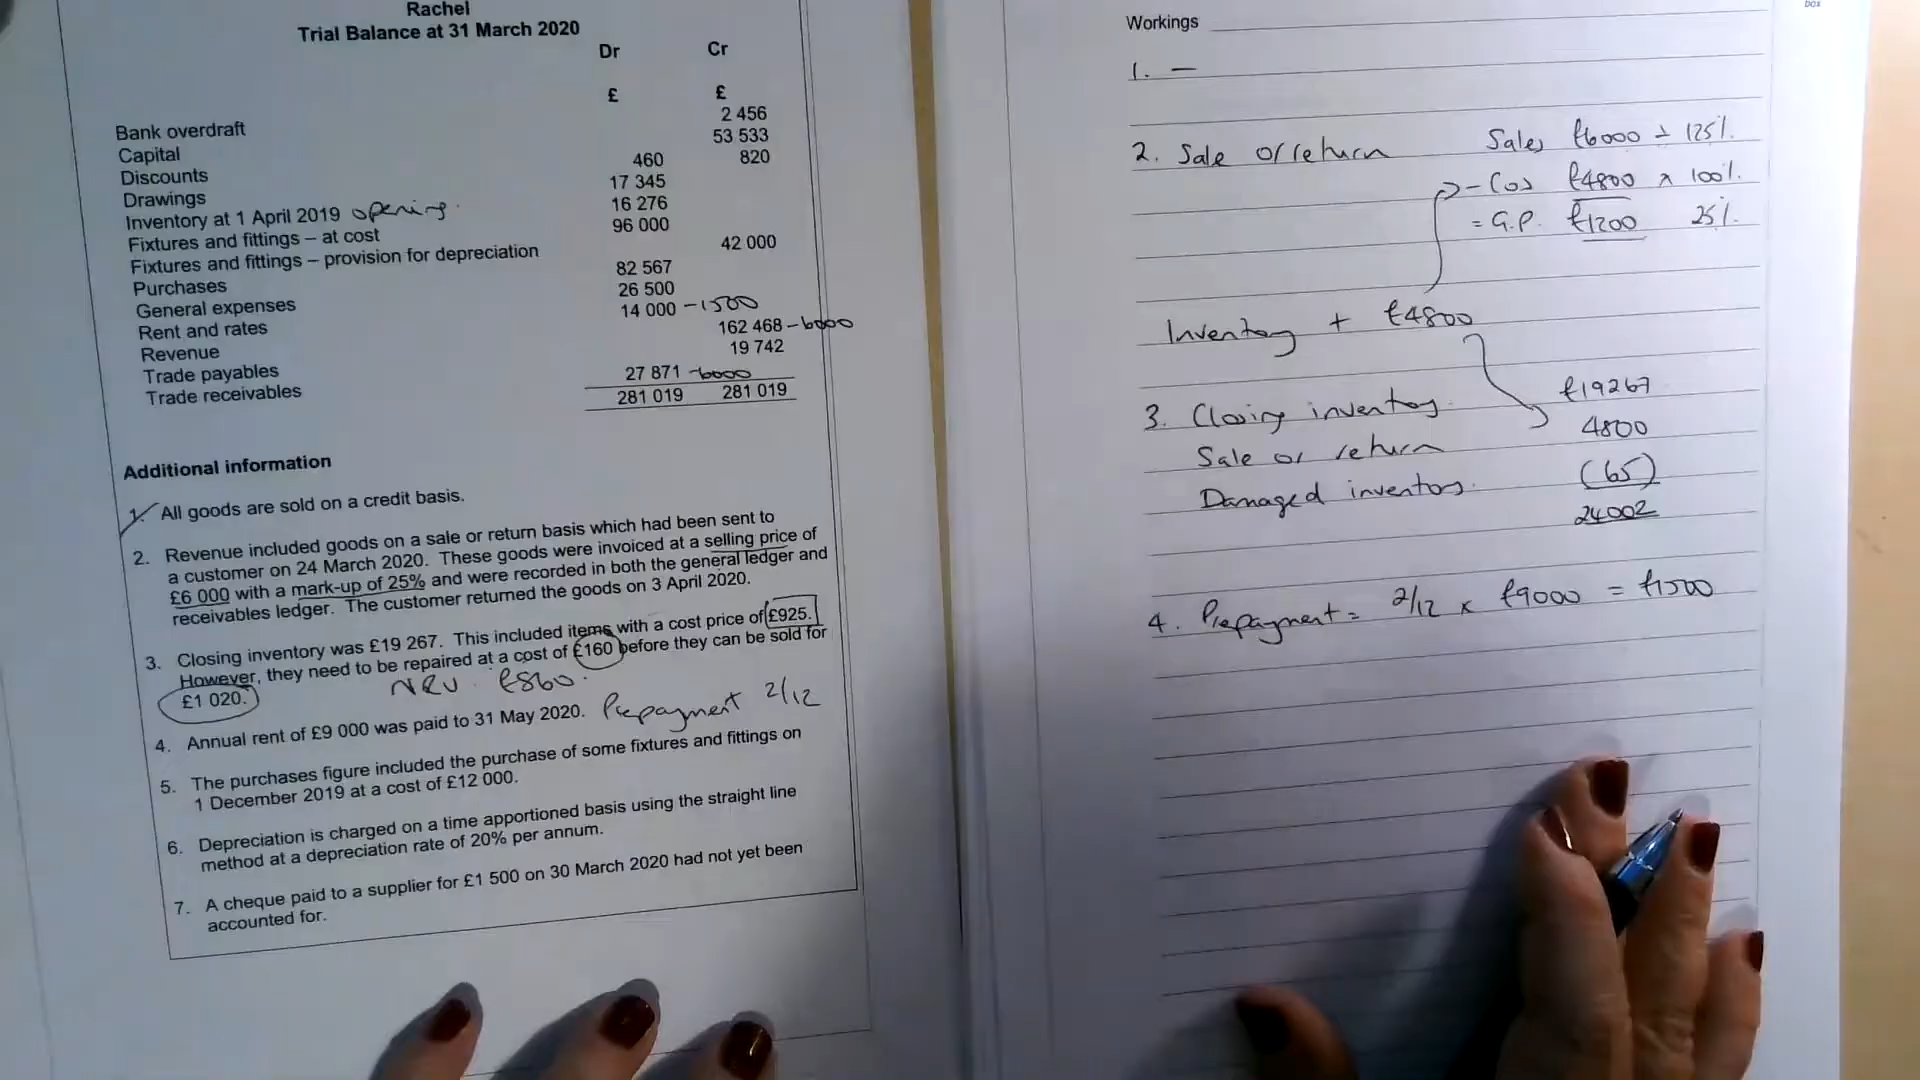 Rachel
Trial Balance at 31 March 2020
Dr Cr
£ £
Bank overdraft 2 456
Capital 53 533
Discounts 460 820
Drawings 17 345
Inventory at 1 April 2019 opening. 16 276
Fixtures and fittings – at cost 96 000
Fixtures and fittings – provision for depreciation 42 000
Purchases 82 567
General expenses 26 500
Rent and rates 14 000 -1500
Revenue 162 468 -6000
Trade payables 19 742
Trade receivables 27 871 -6000
281 019 281 019
Additional information
1. All goods are sold on a credit basis.
2. Revenue included goods on a sale or return basis which had been sent to
a customer on 24 March 2020. These goods were invoiced at a selling price of
£6 000 with a mark-up of 25% and were recorded in both the general ledger and
receivables ledger. The customer returned the goods on 3 April 2020.
3. Closing inventory was £19 267. This included items with a cost price of £925.
However, they need to be repaired at a cost of £160 before they can be sold for
£1 020. NRV £860.
4. Annual rent of £9 000 was paid to 31 May 2020. Prepayment 2/12
5. The purchases figure included the purchase of some fixtures and fittings on
1 December 2019 at a cost of £12 000.
6. Depreciation is charged on a time apportioned basis using the straight line
method at a depreciation rate of 20% per annum.
7. A cheque paid to a supplier for £1 500 on 30 March 2020 had not yet been
accounted for.
box
Workings
1. —
2. Sale or return Sales £6000 ÷ 125%.
- Cos £4800 x 100%.
= G.P. £1200 25%.
Inventory + £4800
3. Closing inventory. £19267
Sale or return 4800
Damaged inventory. (65)
24002
4. Prepayment = 2/12 x £9000 = £1500